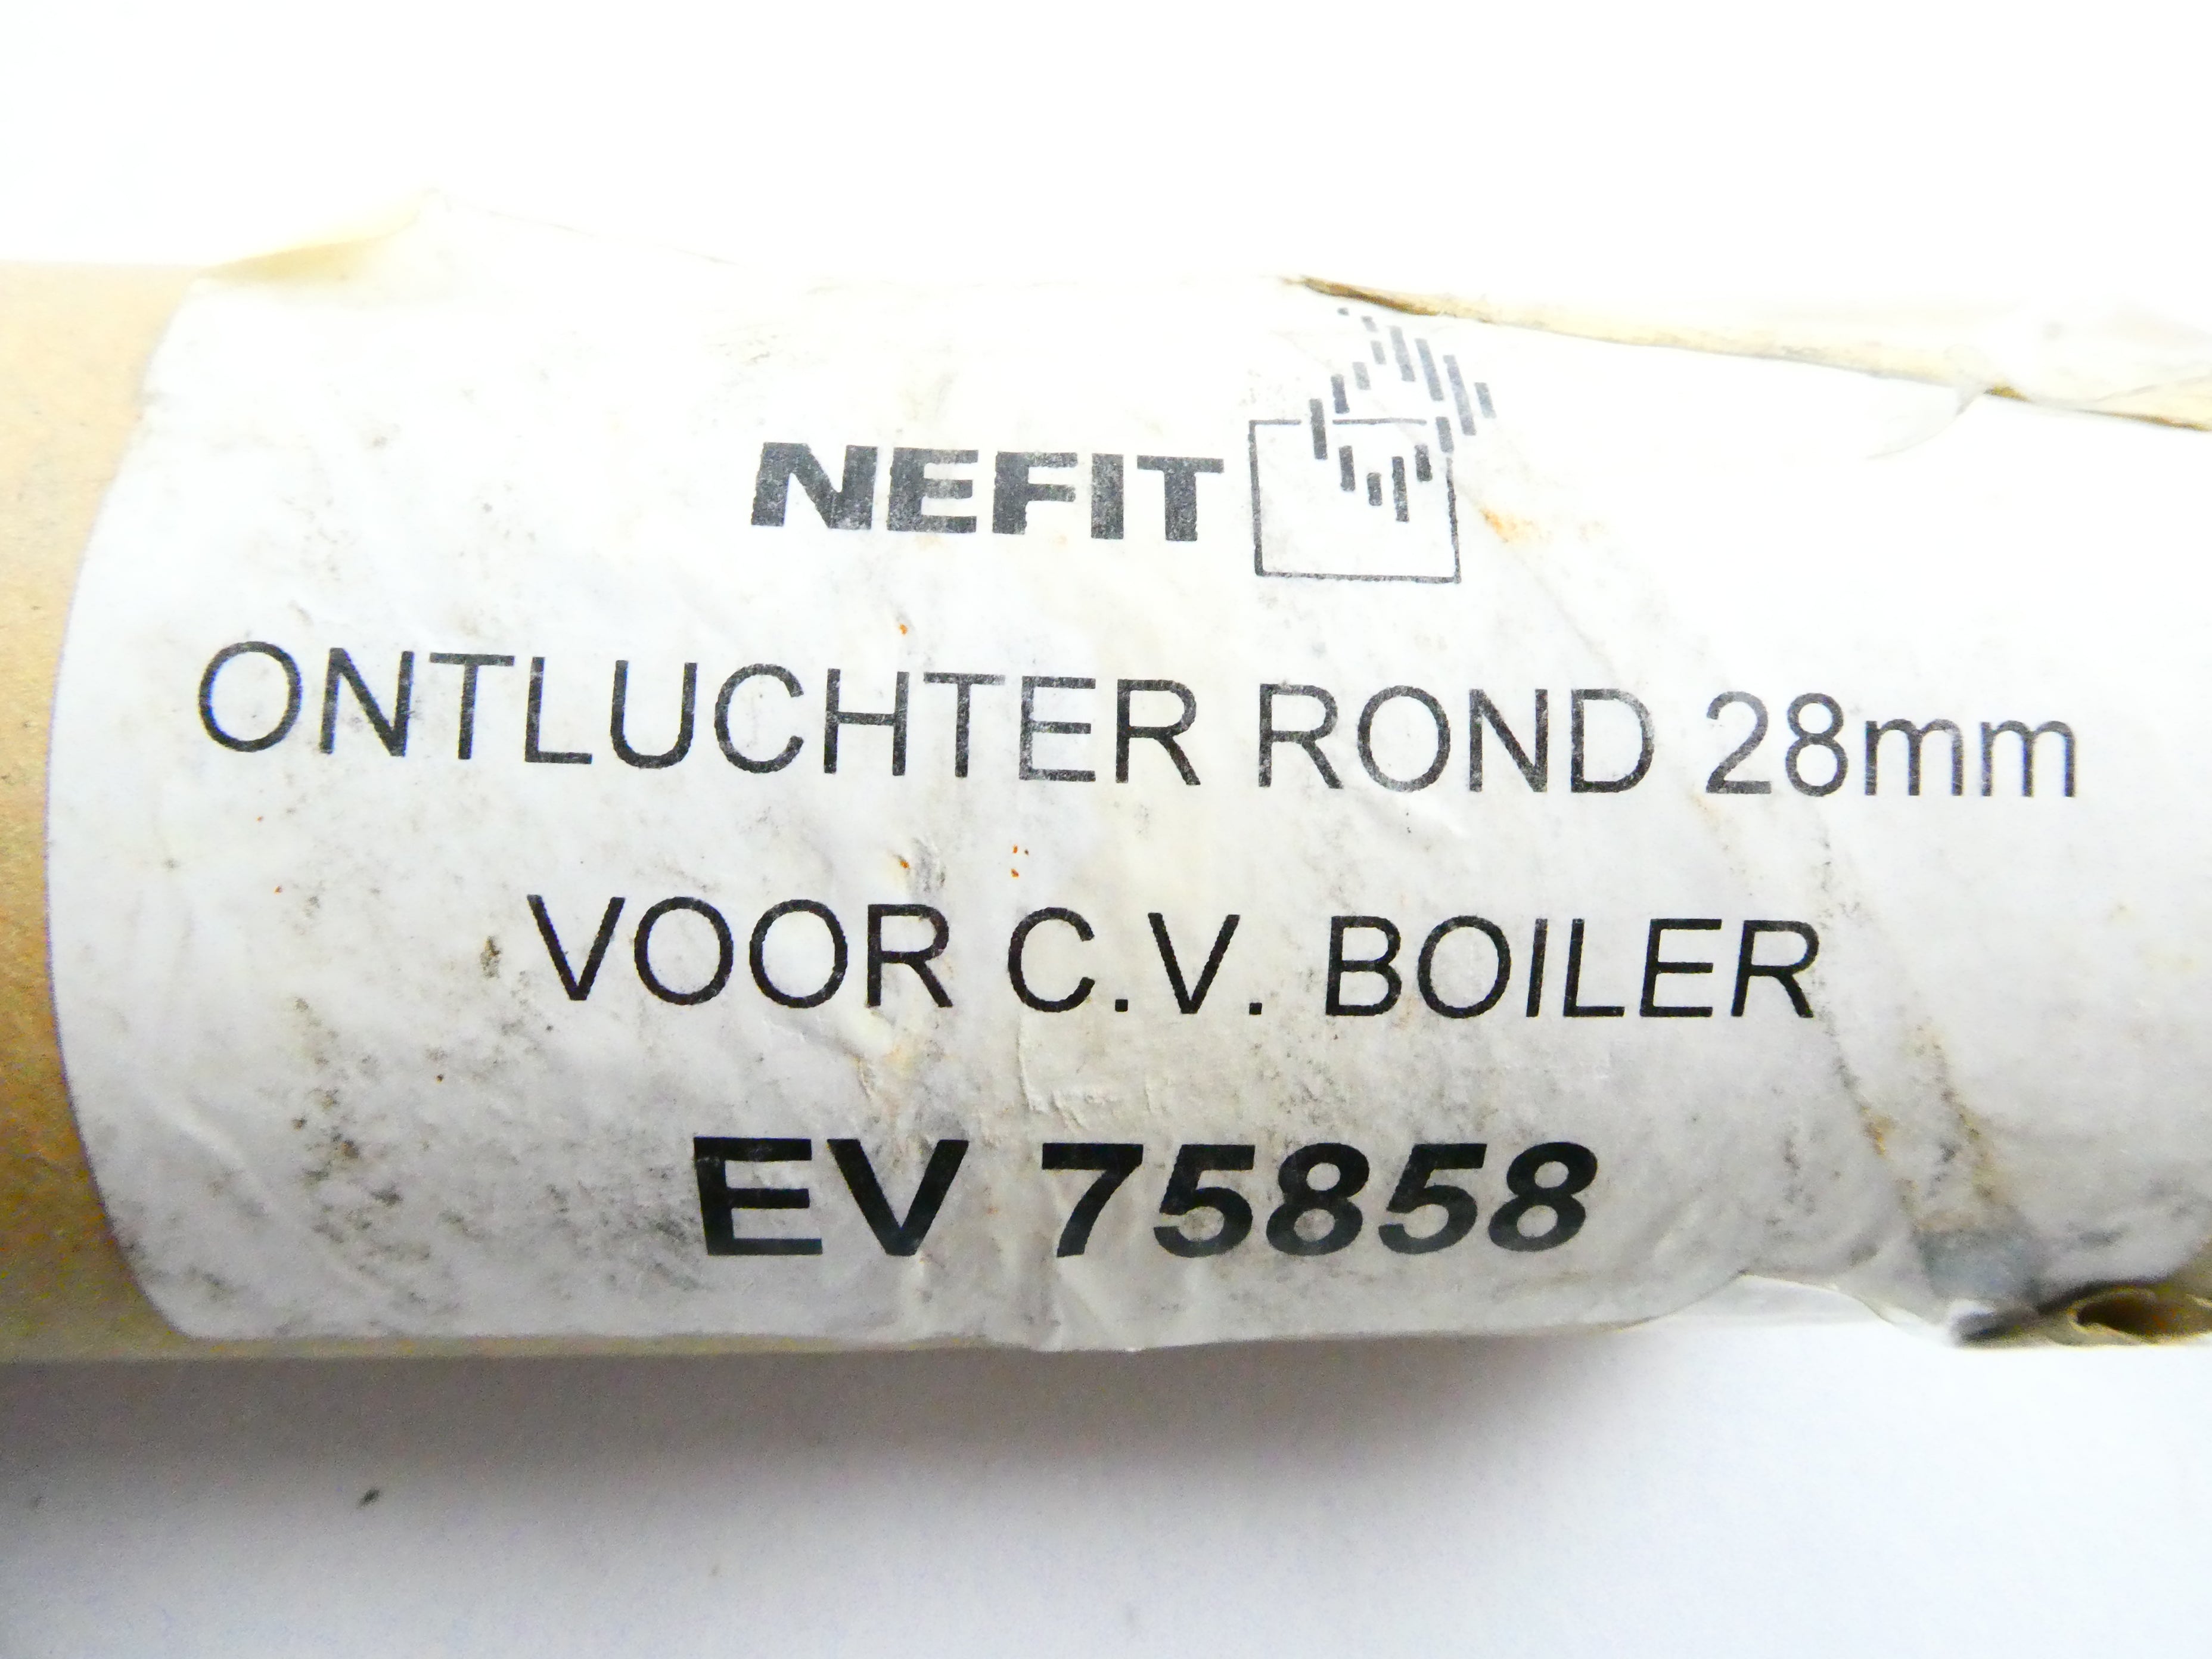 NEFIT
ONTLUCHTER ROND 28mm
VOOR C.V. BOILER
EV 75858